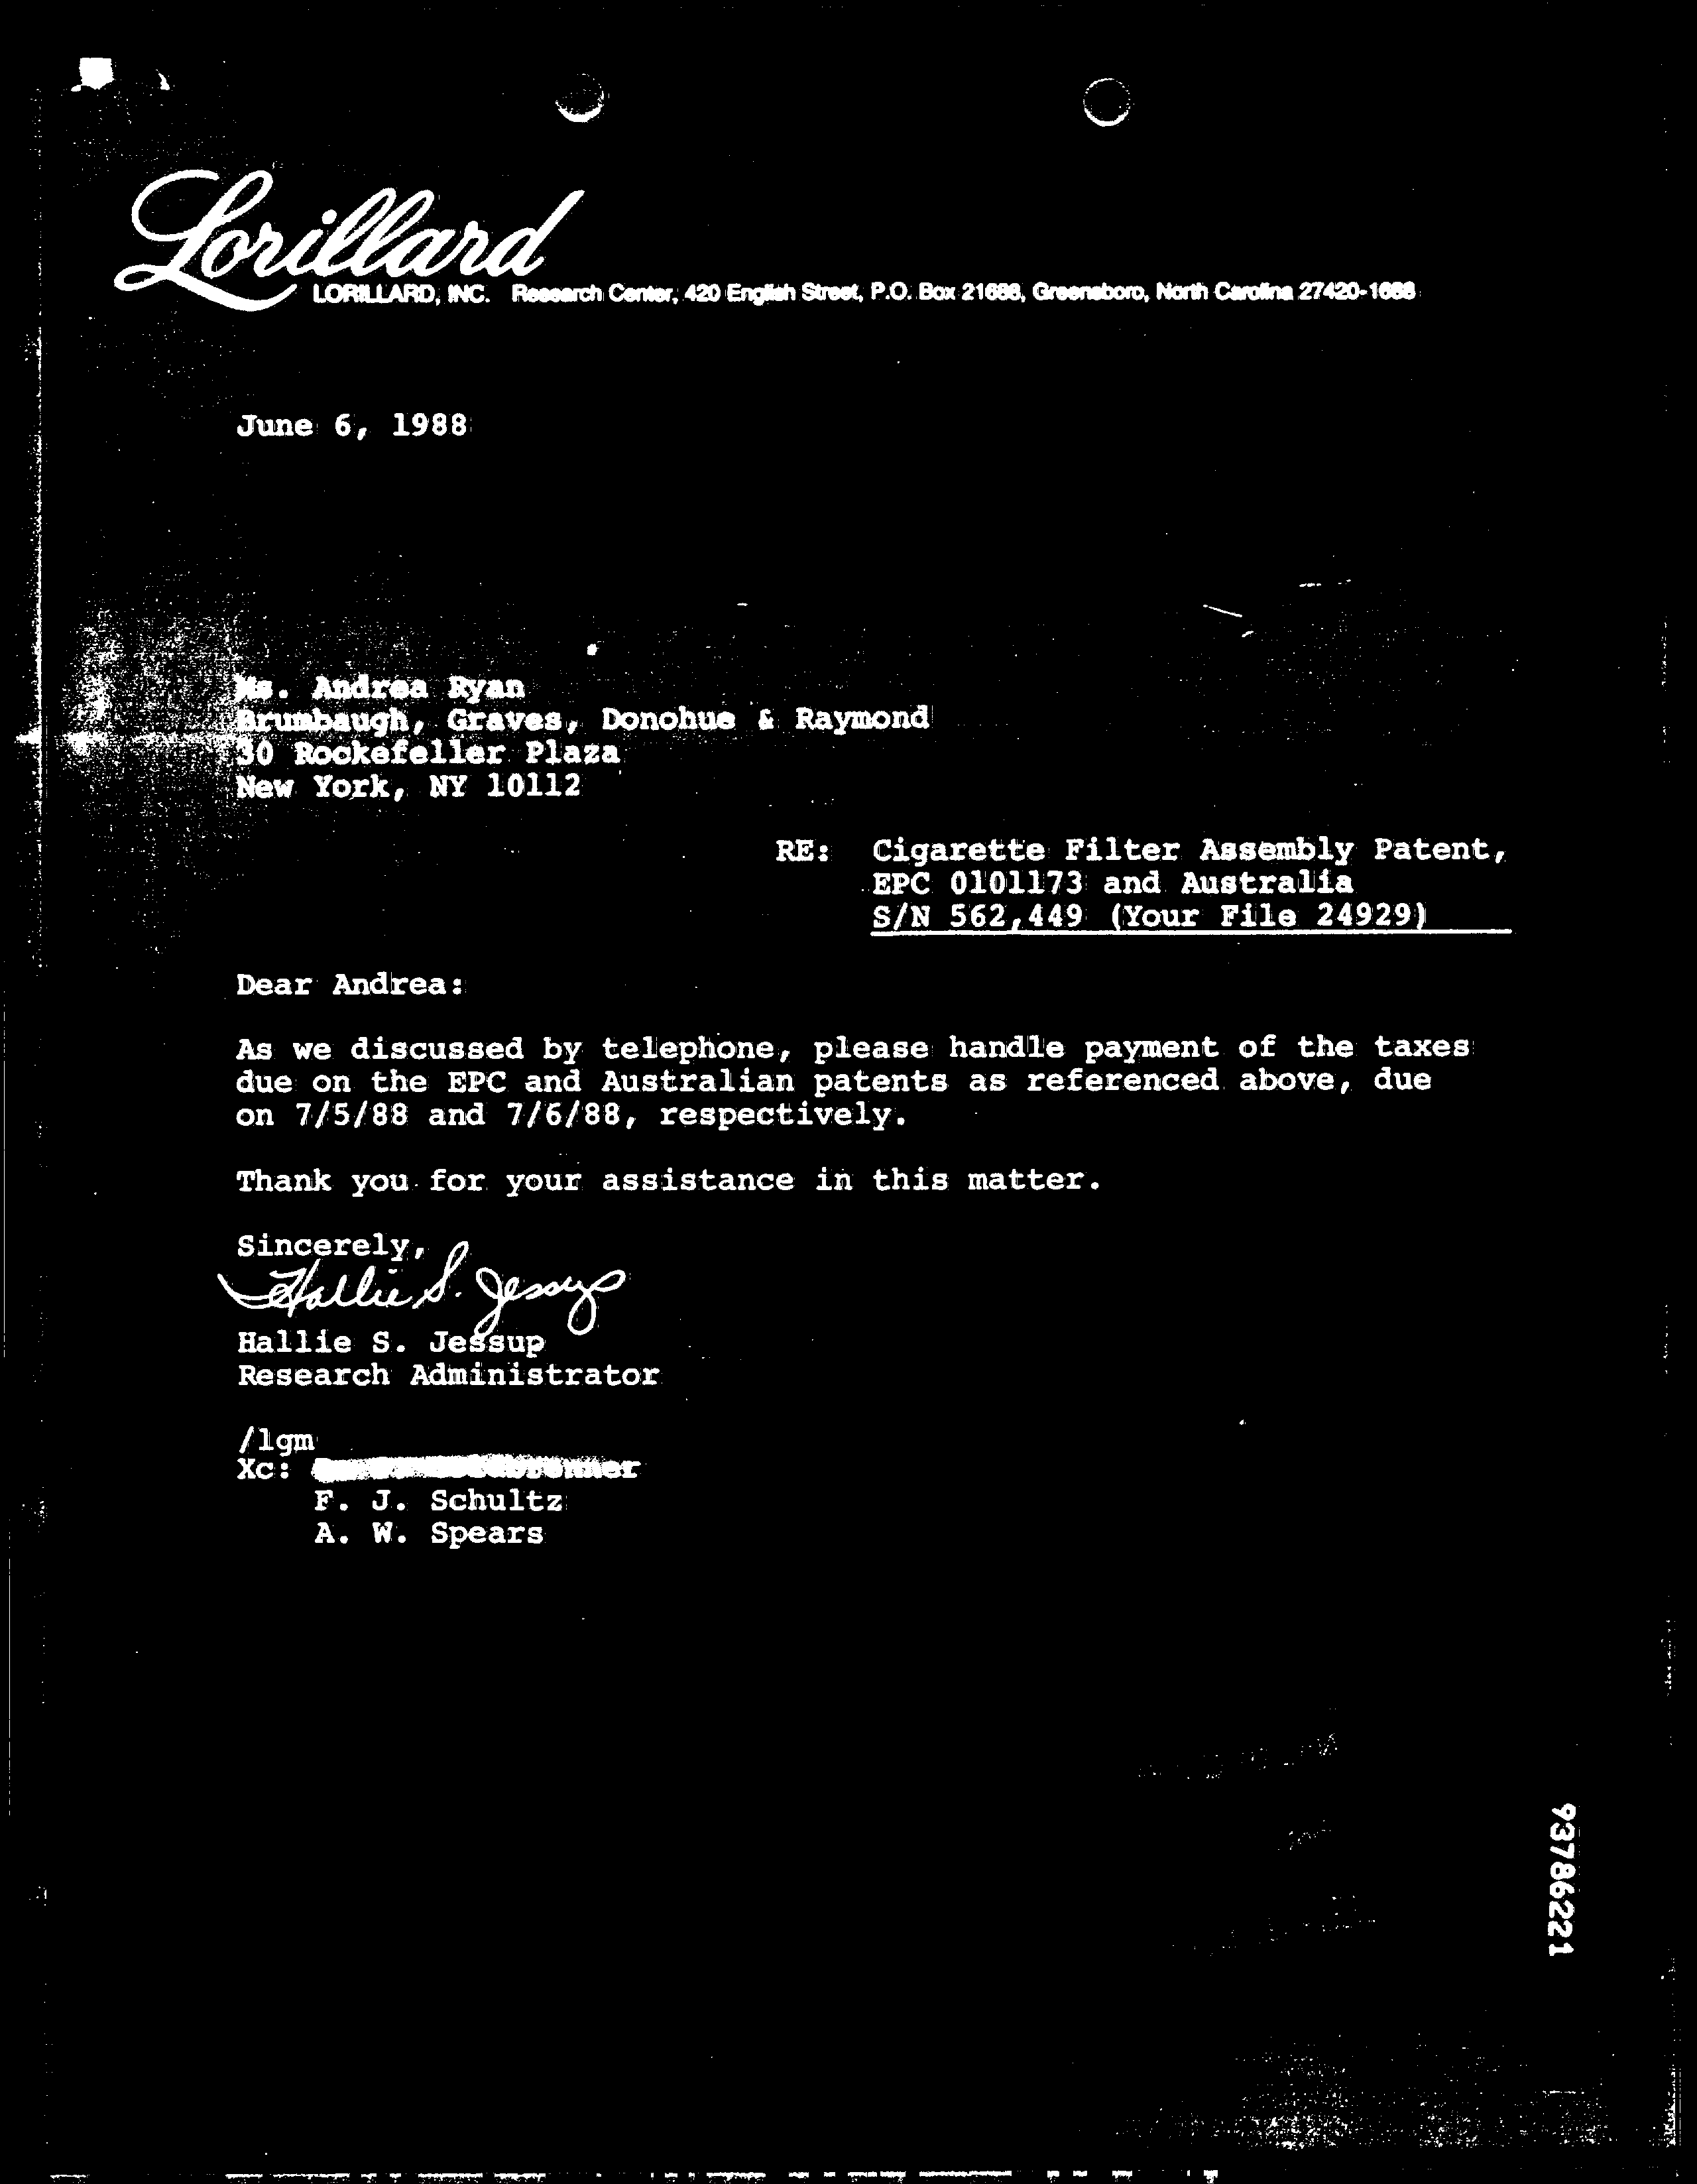 Lorillard
LORILLARD, INC. Research Center, 420 English Street, P.O. Box 21688, Greensboro, North Carolina 27420-1688
June 6, 1988
Ms. Andrea Ryan
Brumbaugh, Graves, Donohue & Raymond
30 Rockefeller Plaza
New York, NY 10112
RE: Cigarette Filter Assembly Patent,
EPC 0101173 and Australia
S/N 562,449 (Your File 24929)
Dear Andrea:
As we discussed by telephone, please handle payment of the taxes
due on the EPC and Australian patents as referenced above, due
on 7/5/88 and 7/6/88, respectively.
Thank you for your assistance in this matter.
Sincerely,
Hallie S. Jessup
Hallie S. Jessup
Research Administrator
/lgm
Xc:
F. J. Schultz
A. W. Spears
93786221